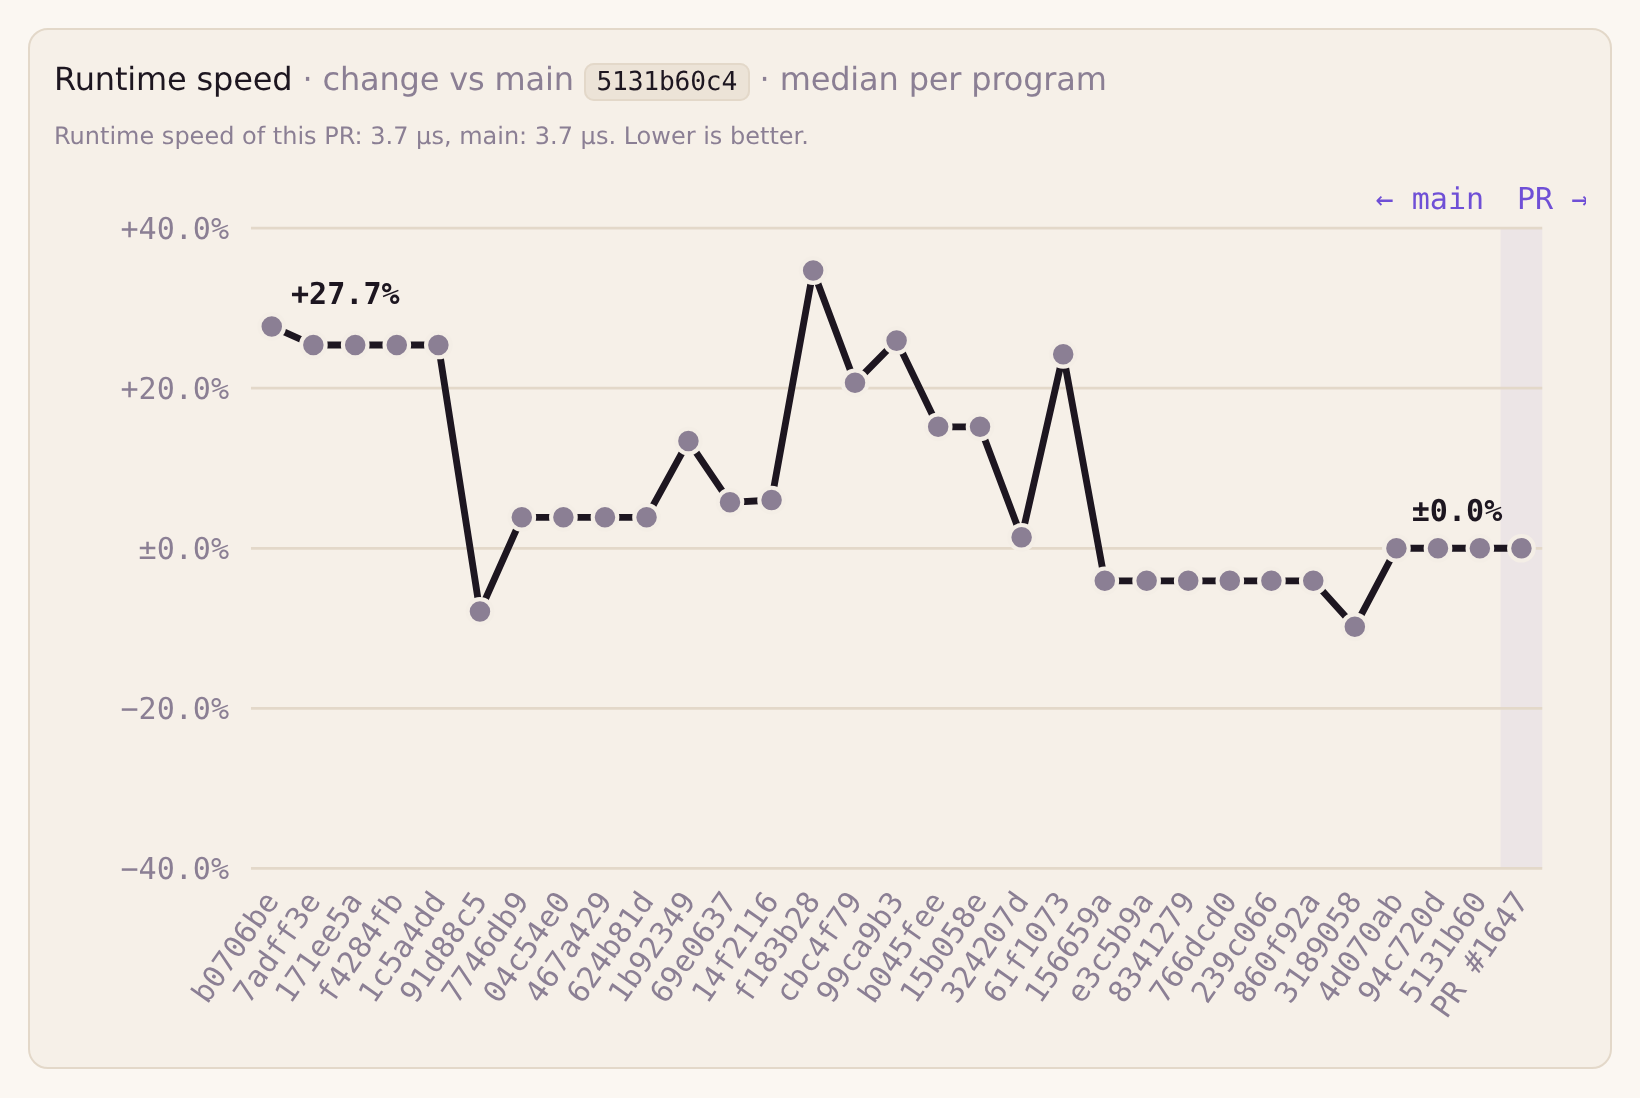 Runtime speed · change vs main 5131b60c4 · median per program
Runtime speed of this PR: 3.7 µs, main: 3.7 µs. Lower is better.
← main PR →
+40.0%
+27.7%
+20.0%
±0.0%
±0.0%
−20.0%
−40.0%
b0706be
7adff3e
171ee5a
f4284fb
1c5a4dd
91d88c5
7746db9
04c54e0
467a429
624b81d
1b92349
69e0637
14f2116
f183b28
cbc4f79
99ca9b3
b045fee
15b058e
324207d
61f1073
156659a
e3c5b9a
8341279
766dcd0
239c066
860f92a
3189058
4d070ab
94c720d
5131b60
PR #1647